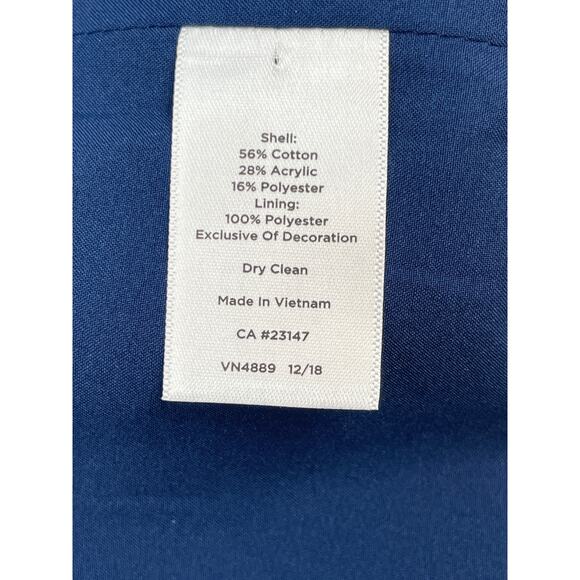 Shell:
56% Cotton
28% Acrylic
16% Polyester
Lining:
100% Polyester
Exclusive Of Decoration
Dry Clean
Made In Vietnam
CA #23147
VN4889 12/18